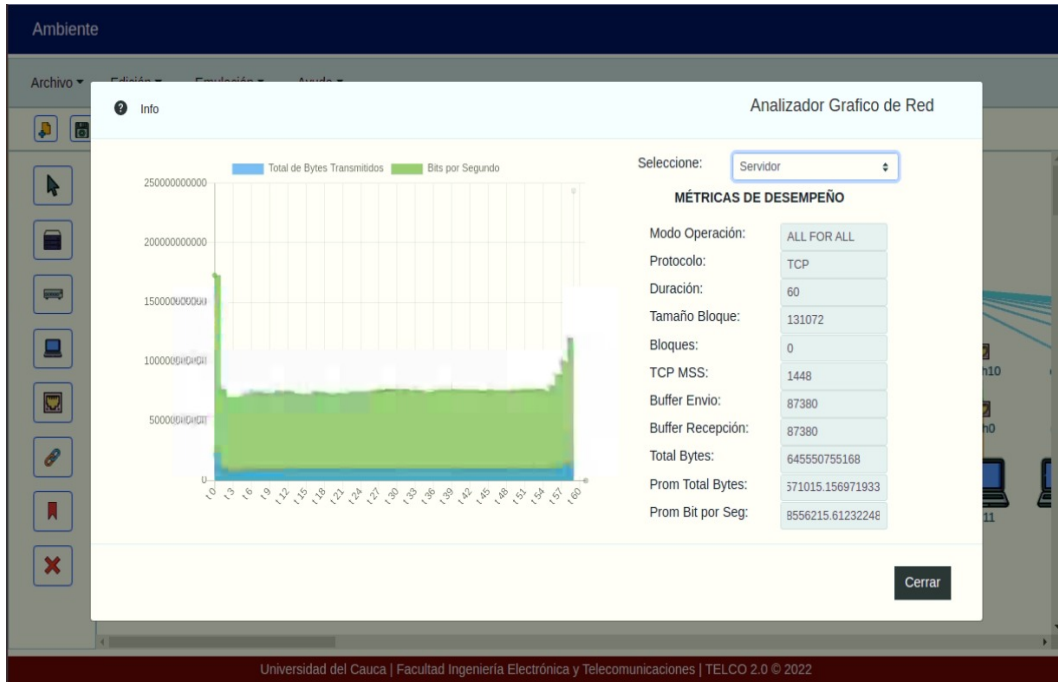 Ambiente
Archivo
Info
Analizador Grafico de Red
Total de Bytes Transmitidos
Bits por Segundo
250000000000
200000000000
0
t 0
t 3
t 6
t 9
t 12
t 15
t 18
t 21
t 24
t 27
t 30
t 33
t 36
t 39
t 42
t 45
t 48
t 51
t 54
t 57
t 60
Seleccione:
Servidor
MÉTRICAS DE DESEMPEÑO
Modo Operación:
ALL FOR ALL
Protocolo:
TCP
Duración:
60
Tamaño Bloque:
131072
Bloques:
0
TCP MSS:
1448
Buffer Envio:
87380
Buffer Recepción:
87380
Total Bytes:
645550755168
Prom Total Bytes:
571015.156971933
Prom Bit por Seg:
8556215.61232248
h10
h0
11
Cerrar
Universidad del Cauca | Facultad Ingeniería Electrónica y Telecomunicaciones | TELCO 2.0 © 2022